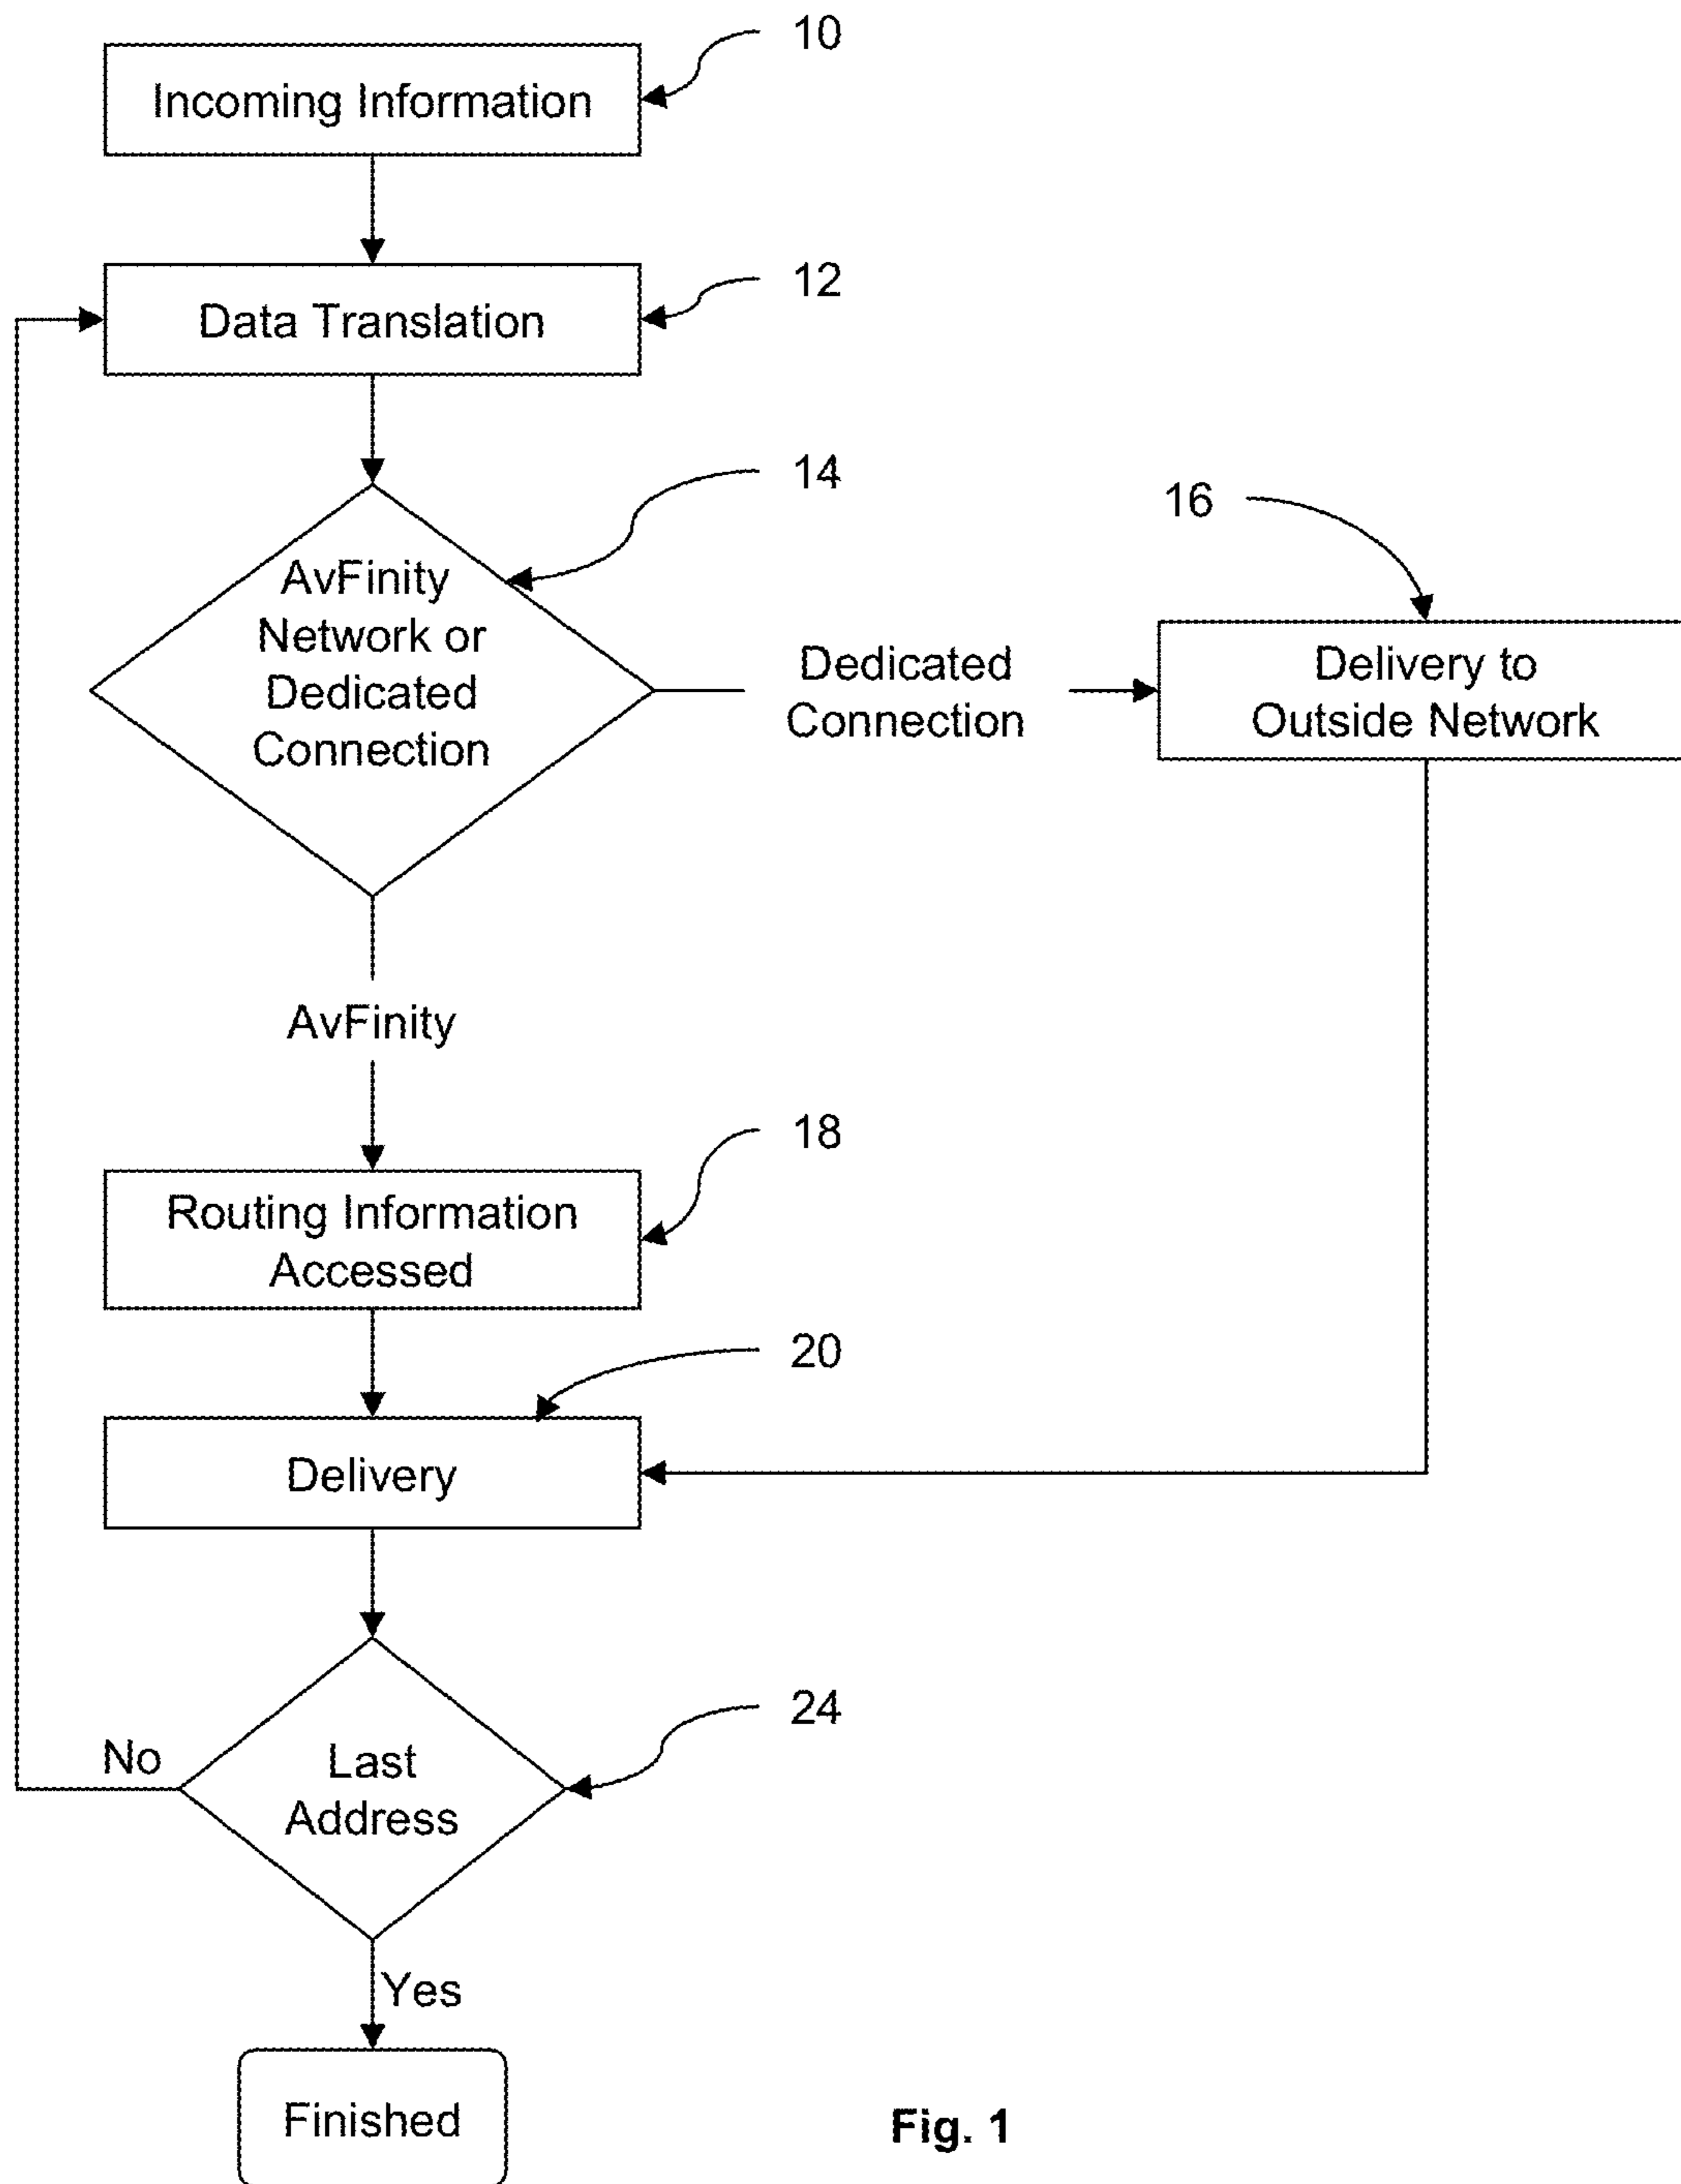 10
Incoming Information
12
Data Translation
14
AvFinity
Network or
Dedicated
Connection
Dedicated
Connection
16
Delivery to
Outside Network
AvFinity
18
Routing Information
Accessed
20
Delivery
24
Last
Address
No
Yes
Finished
Fig. 1